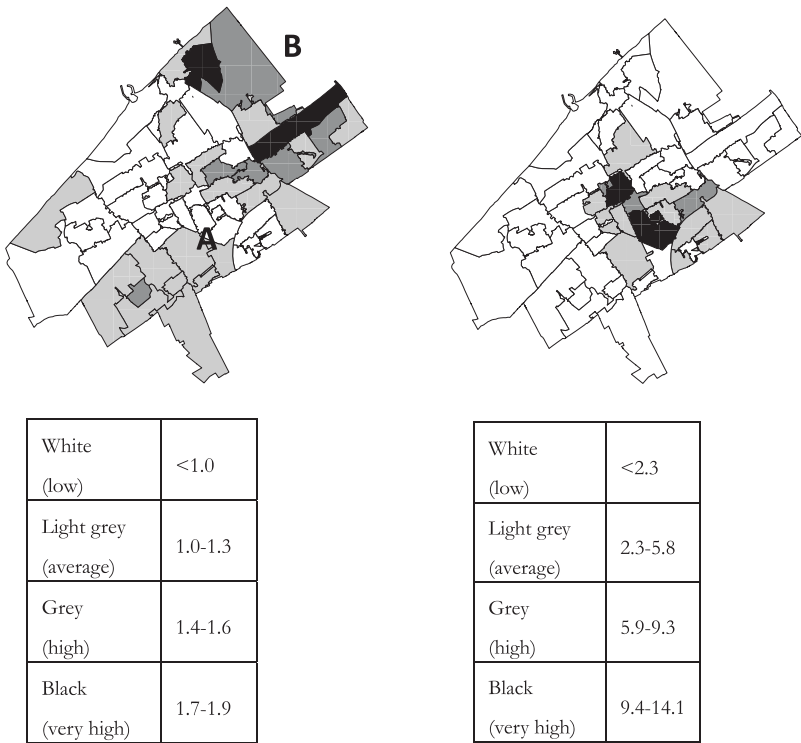 B
A
White
(low)
<1.0
Light grey
(average)
1.0-1.3
Grey
(high)
1.4-1.6
Black
(very high)
1.7-1.9
White
(low)
<2.3
Light grey
(average)
2.3-5.8
Grey
(high)
5.9-9.3
Black
(very high)
9.4-14.1